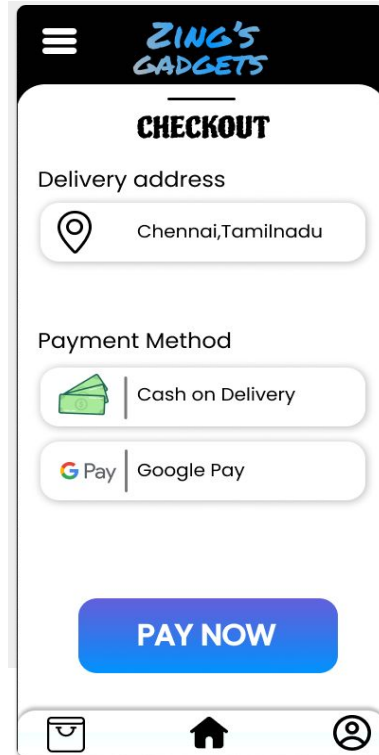 ZING'S
GADGETS
CHECKOUT
Delivery address
Chennai,Tamilnadu
Payment Method
Cash on Delivery
G Pay
Google Pay
PAY NOW